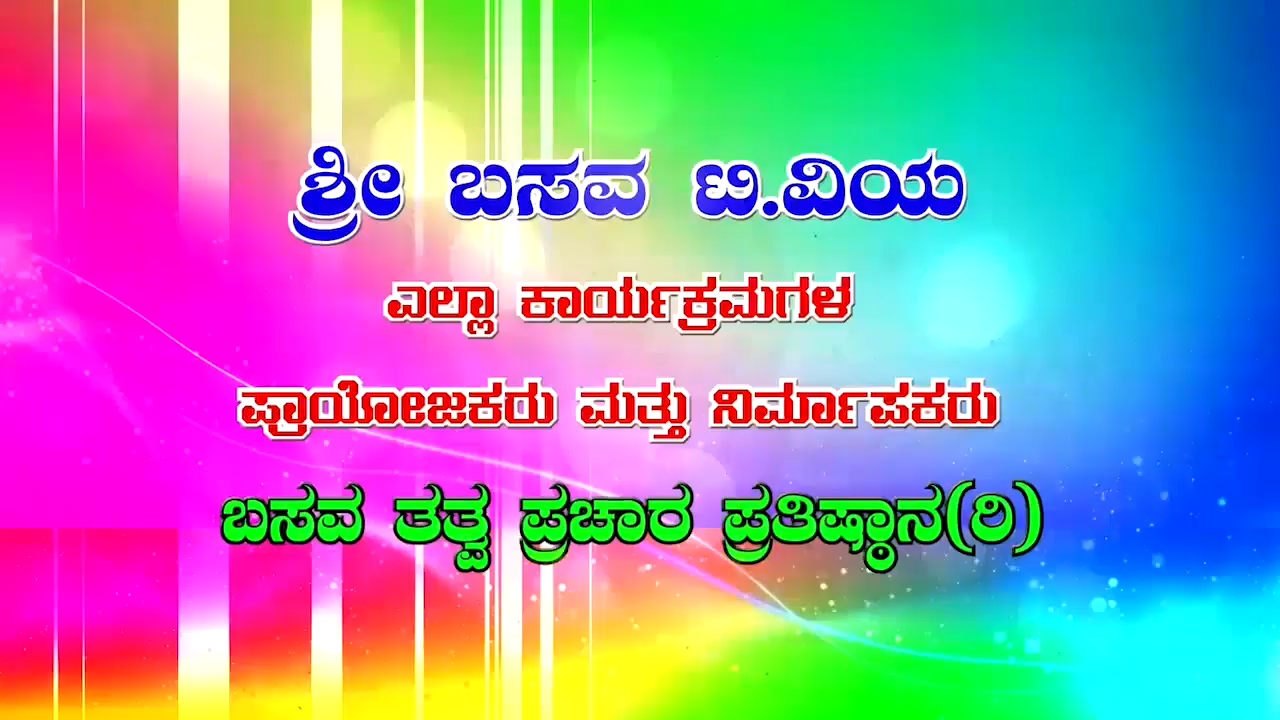 ಶ್ರೀ ಬಸವ ಟಿ.ವಿಯ
ಎಲ್ಲಾ ಕಾರ್ಯಕ್ರಮಗಳ
ಪ್ರಾಯೋಜಕರು ಮತ್ತು ನಿರ್ಮಾಪಕರು
ಬಸವ ತತ್ವ ಪ್ರಚಾರ ಪ್ರತಿಷ್ಠಾನ(ರಿ)